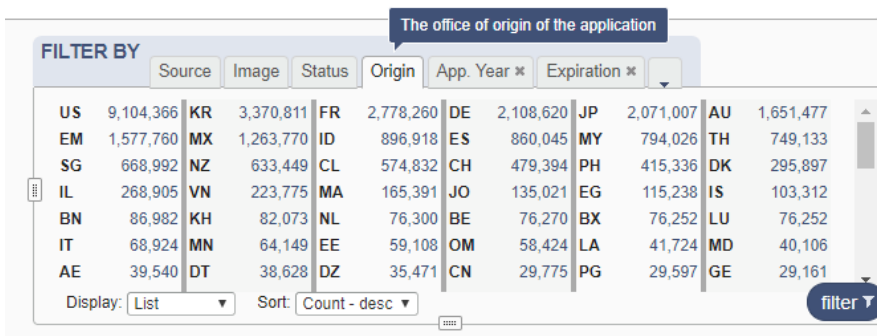 The office of origin of the application
FILTER BY
Source Image Status Origin App. Year × Expiration ×
US 9,104,366 KR 3,370,811 FR 2,778,260 DE 2,108,620 JP 2,071,007 AU 1,651,477
EM 1,577,760 MX 1,263,770 ID 896,918 ES 860,045 MY 794,026 TH 749,133
SG 668,992 NZ 633,449 CL 574,832 CH 479,394 PH 415,336 DK 295,897
IL 268,905 VN 223,775 MA 165,391 JO 135,021 EG 115,238 IS 103,312
BN 86,982 KH 82,073 NL 76,300 BE 76,270 BX 76,252 LU 76,252
IT 68,924 MN 64,149 EE 59,108 OM 58,424 LA 41,724 MD 40,106
AE 39,540 DT 38,628 DZ 35,471 CN 29,775 PG 29,597 GE 29,161
Display: List Sort: Count - desc filter